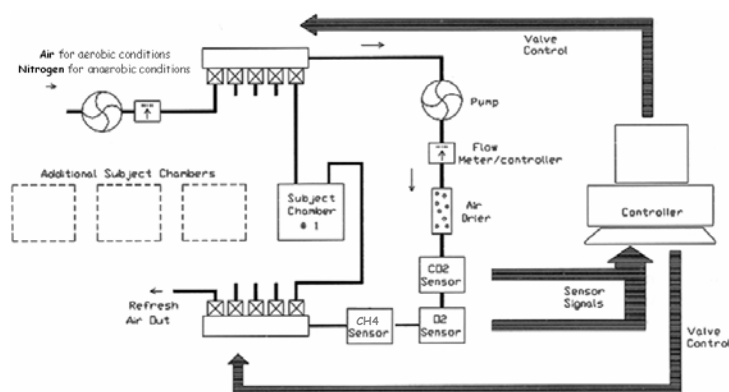 Air for aerobic conditions
Nitrogen for anaerobic conditions
Valve
Control
Pump
Flow
Meter/controller
Additional Subject Chambers
Subject
Chamber
# 1
Air
Drier
Controller
CO2
Sensor
Refresh
Air Out
CH4
Sensor
O2
Sensor
Sensor
Signals
Valve
Control